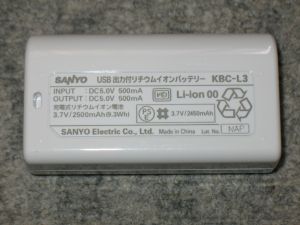 SANYO USB出力付リチウムイオンバッテリー KBC-L3
INPUT : DC5.0V 500mA
OUTPUT : DC5.0V 500mA
充電式リチウムイオン電池
3.7V/2500mAh(9.3Wh)
Li-ion 00
PS E
3.7V/2450mAh
SANYO Electric Co., Ltd. Made in China Lot. No.
NAP